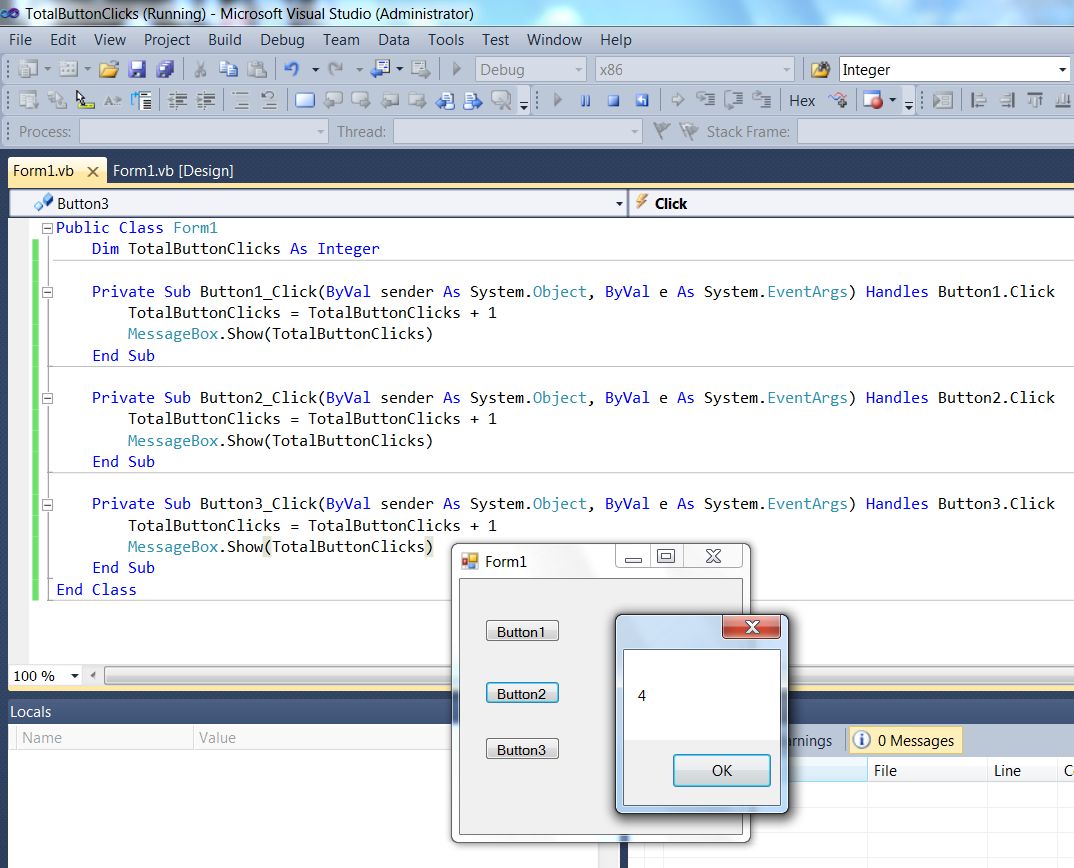 TotalButtonClicks (Running) - Microsoft Visual Studio (Administrator)
File Edit View Project Build Debug Team Data Tools Test Window Help
Debug x86 Integer
Hex
Process: Thread: Stack Frame:
Form1.vb Form1.vb [Design]
Button3 Click
Public Class Form1
Dim TotalButtonClicks As Integer
Private Sub Button1_Click(ByVal sender As System.Object, ByVal e As System.EventArgs) Handles Button1.Click
TotalButtonClicks = TotalButtonClicks + 1
MessageBox.Show(TotalButtonClicks)
End Sub
Private Sub Button2_Click(ByVal sender As System.Object, ByVal e As System.EventArgs) Handles Button2.Click
TotalButtonClicks = TotalButtonClicks + 1
MessageBox.Show(TotalButtonClicks)
End Sub
Private Sub Button3_Click(ByVal sender As System.Object, ByVal e As System.EventArgs) Handles Button3.Click
TotalButtonClicks = TotalButtonClicks + 1
MessageBox.Show(TotalButtonClicks)
End Sub
End Class
Form1
Button1
Button2
Button3
4
OK
100 %
Locals
Name Value
0 Messages
File Line